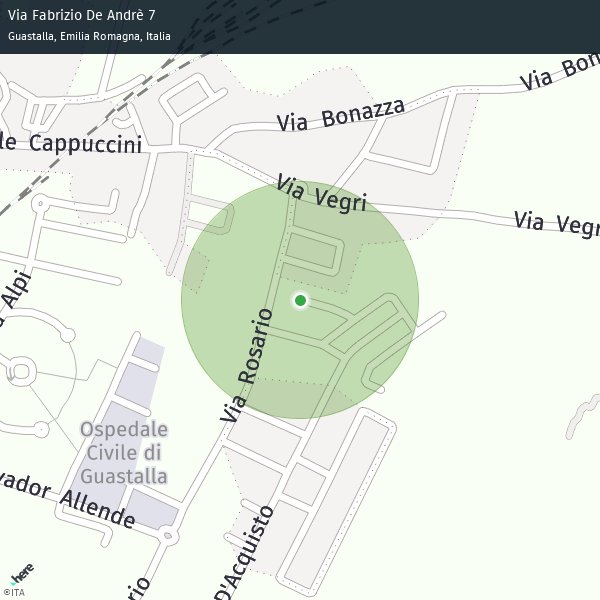 Via Fabrizio De Andrè 7
Guastalla, Emilia Romagna, Italia
Via Bon
Via Bonazza
le Cappuccini
Via Vegri
Via Vegr
Alpi
Via Rosario
Ospedale
Civile di
Guastalla
vador Allende
D'Acquisto
rio
here
©ITA